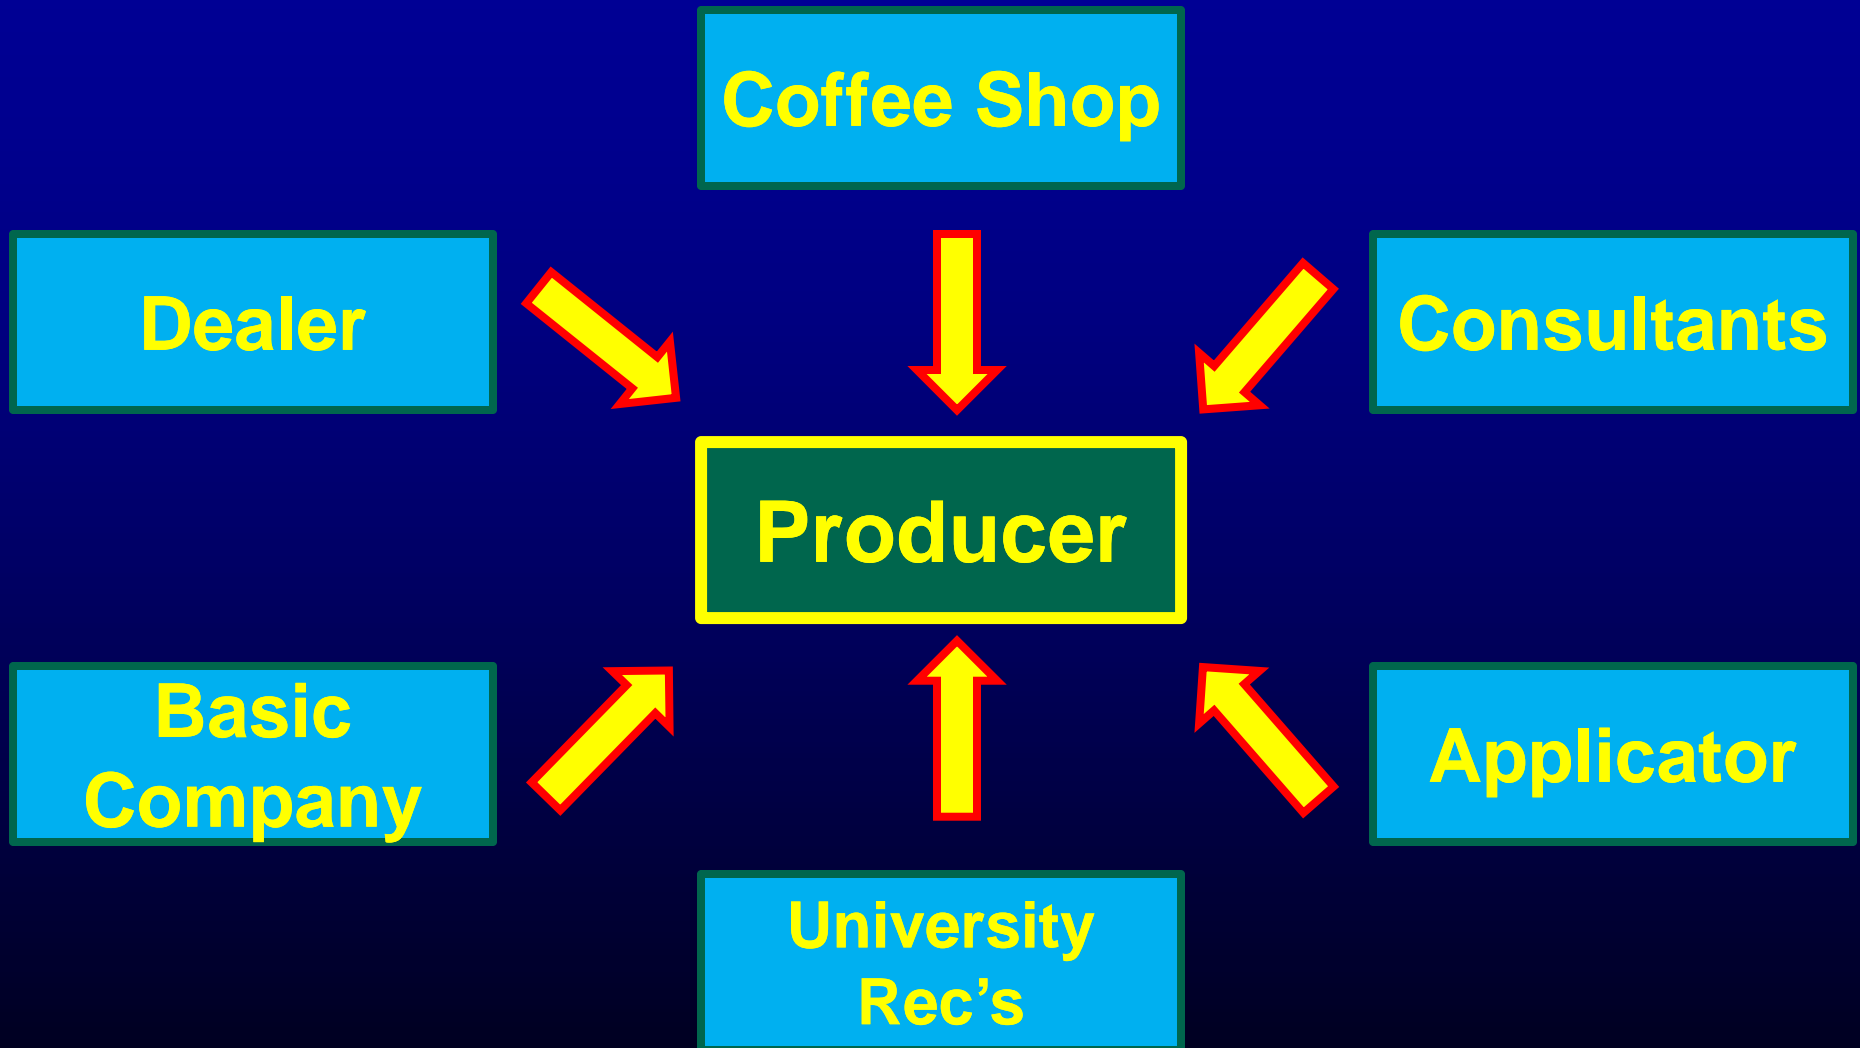 Coffee Shop
Dealer
Consultants
Producer
Basic
Company
Applicator
University
Rec’s